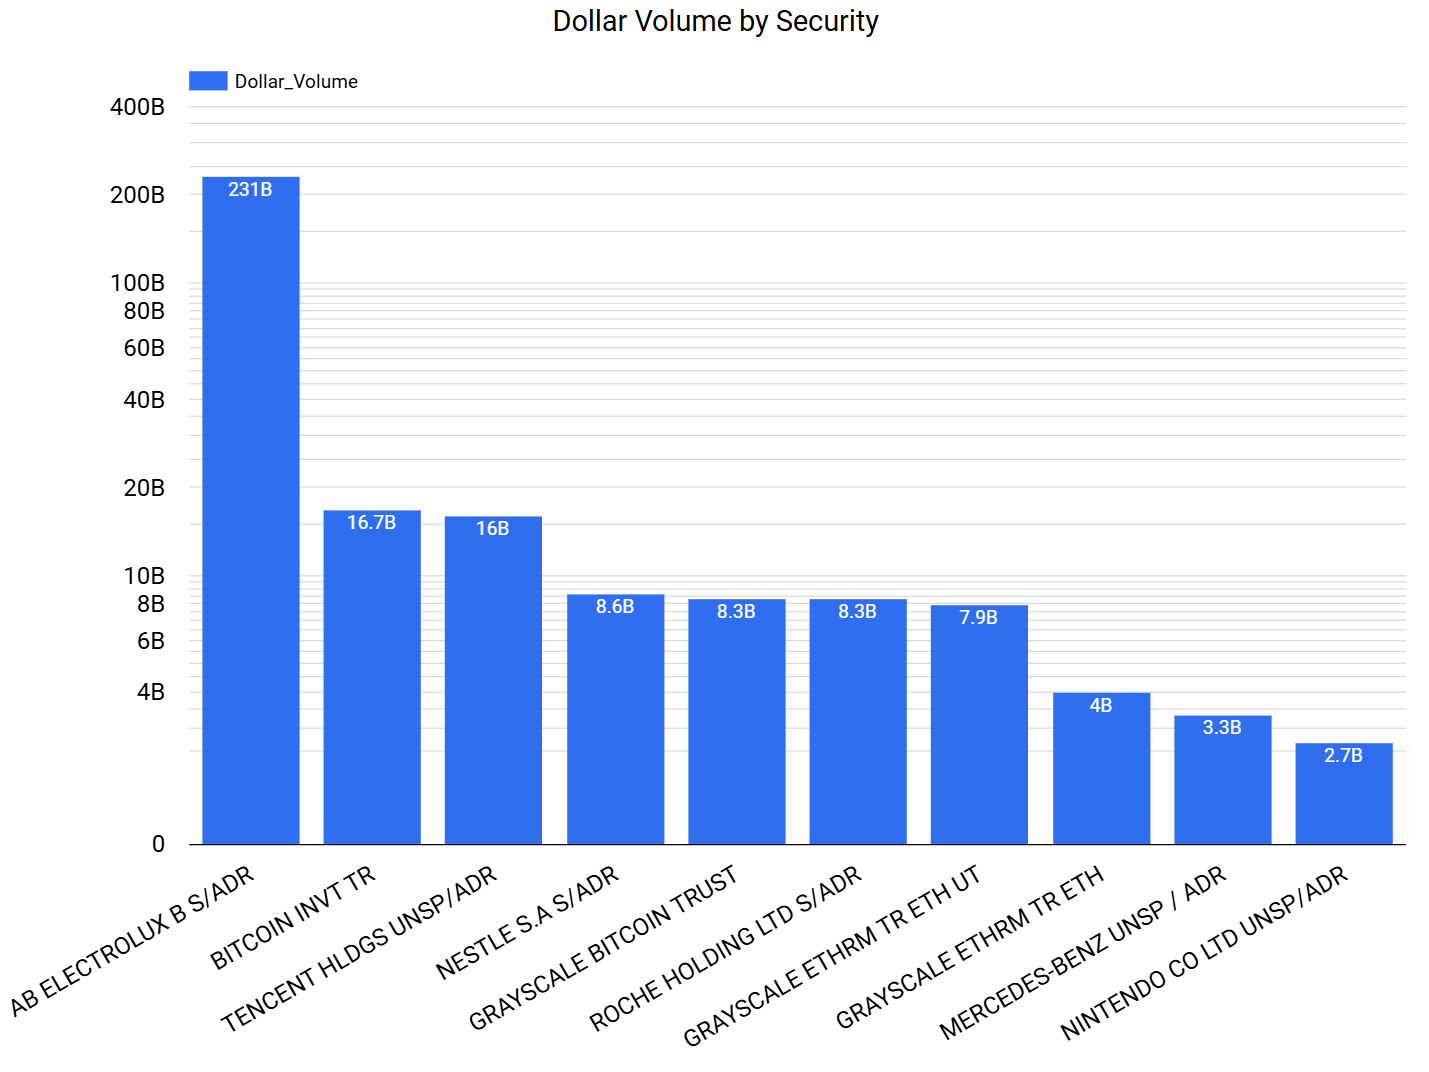 Dollar Volume by Security
Dollar_Volume
400B
200B
100B
80B
60B
40B
20B
10B
8B
6B
4B
0
231B
16.7B
16B
8.6B
8.3B
8.3B
7.9B
4B
3.3B
2.7B
AB ELECTROLUX B S/ADR
BITCOIN INVT TR
TENCENT HLDGS UNSP/ADR
NESTLE S.A S/ADR
GRAYSCALE BITCOIN TRUST
ROCHE HOLDING LTD S/ADR
GRAYSCALE ETHRM TR ETH UT
GRAYSCALE ETHRM TR ETH
MERCEDES-BENZ UNSP / ADR
NINTENDO CO LTD UNSP/ADR